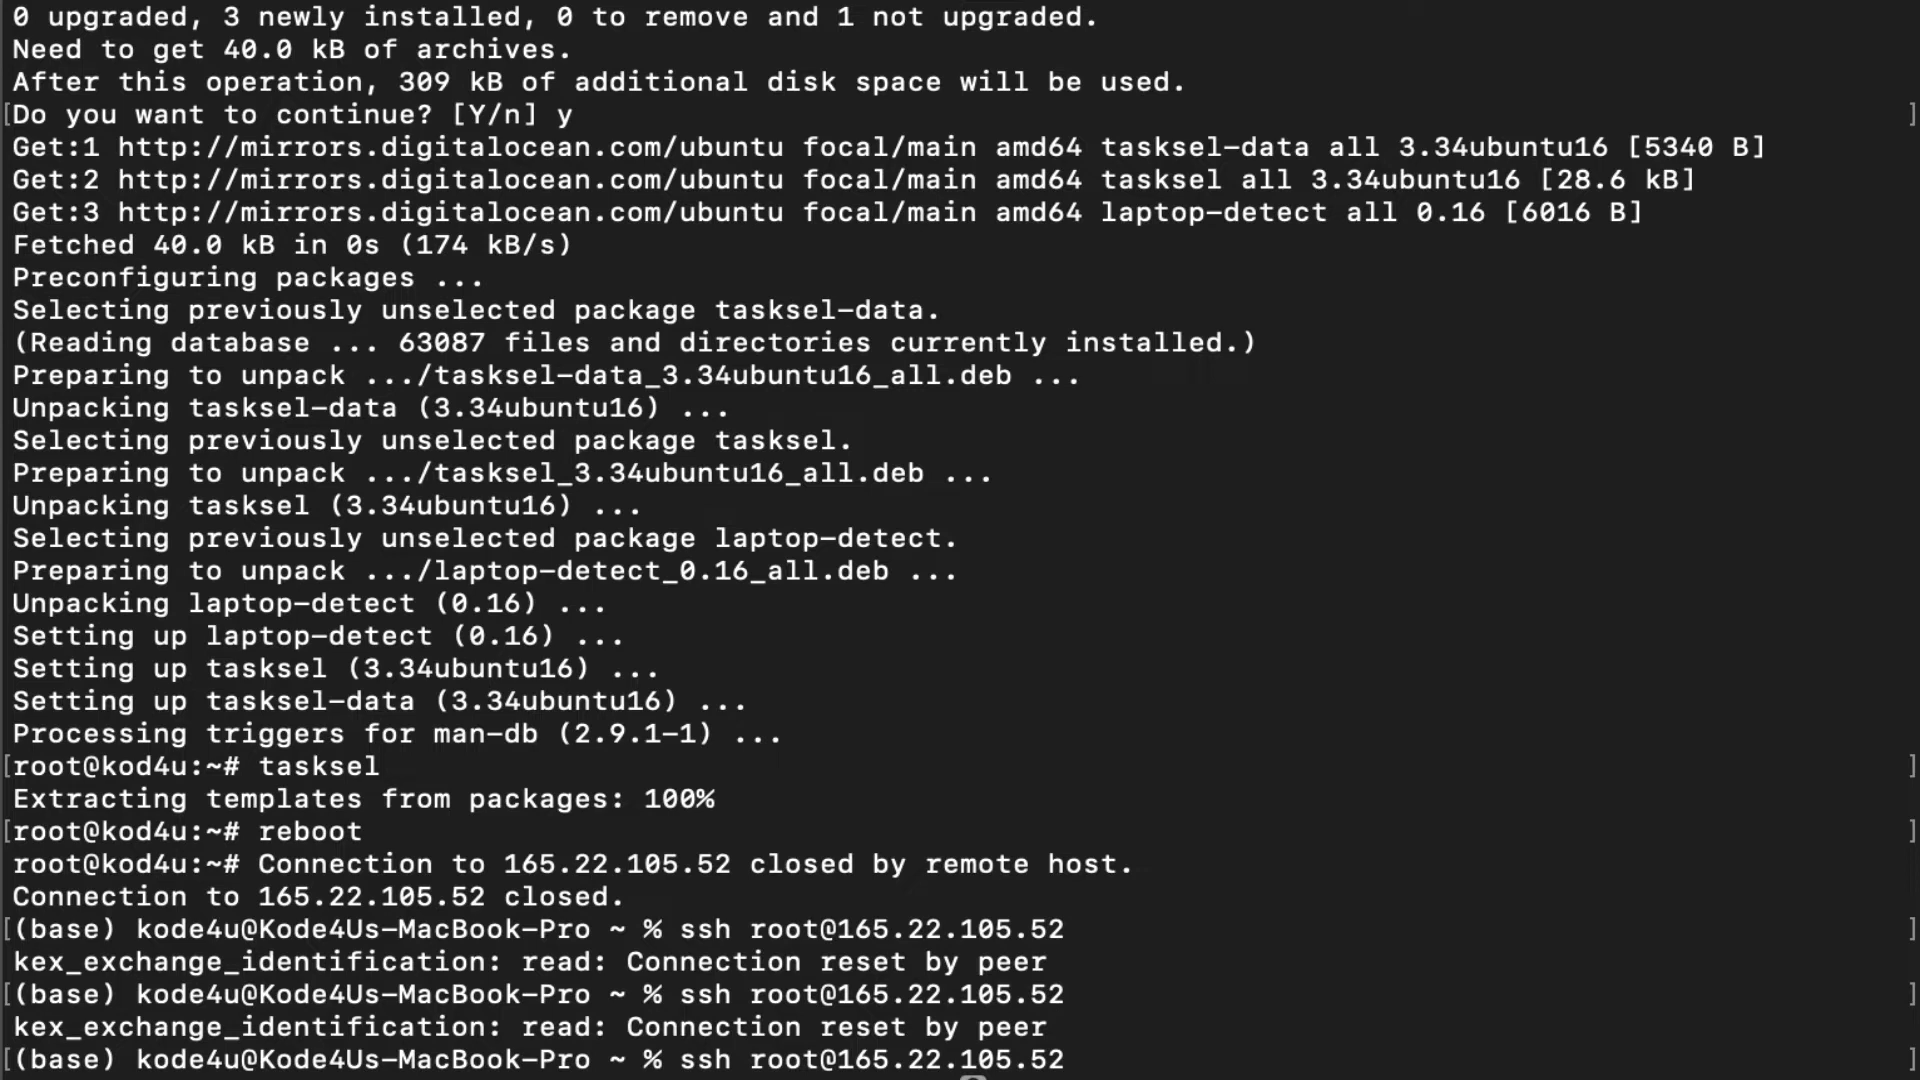 0 upgraded, 3 newly installed, 0 to remove and 1 not upgraded.
Need to get 40.0 kB of archives.
After this operation, 309 kB of additional disk space will be used.
[Do you want to continue? [Y/n] y ]
Get:1 http://mirrors.digitalocean.com/ubuntu focal/main amd64 tasksel-data all 3.34ubuntu16 [5340 B]
Get:2 http://mirrors.digitalocean.com/ubuntu focal/main amd64 tasksel all 3.34ubuntu16 [28.6 kB]
Get:3 http://mirrors.digitalocean.com/ubuntu focal/main amd64 laptop-detect all 0.16 [6016 B]
Fetched 40.0 kB in 0s (174 kB/s)
Preconfiguring packages ...
Selecting previously unselected package tasksel-data.
(Reading database ... 63087 files and directories currently installed.)
Preparing to unpack .../tasksel-data_3.34ubuntu16_all.deb ...
Unpacking tasksel-data (3.34ubuntu16) ...
Selecting previously unselected package tasksel.
Preparing to unpack .../tasksel_3.34ubuntu16_all.deb ...
Unpacking tasksel (3.34ubuntu16) ...
Selecting previously unselected package laptop-detect.
Preparing to unpack .../laptop-detect_0.16_all.deb ...
Unpacking laptop-detect (0.16) ...
Setting up laptop-detect (0.16) ...
Setting up tasksel (3.34ubuntu16) ...
Setting up tasksel-data (3.34ubuntu16) ...
Processing triggers for man-db (2.9.1-1) ...
[root@kod4u:~# tasksel ]
Extracting templates from packages: 100%
[root@kod4u:~# reboot ]
root@kod4u:~# Connection to 165.22.105.52 closed by remote host.
Connection to 165.22.105.52 closed.
[(base) kode4u@Kode4Us-MacBook-Pro ~ % ssh root@165.22.105.52 ]
kex_exchange_identification: read: Connection reset by peer
[(base) kode4u@Kode4Us-MacBook-Pro ~ % ssh root@165.22.105.52 ]
kex_exchange_identification: read: Connection reset by peer
[(base) kode4u@Kode4Us-MacBook-Pro ~ % ssh root@165.22.105.52 ]